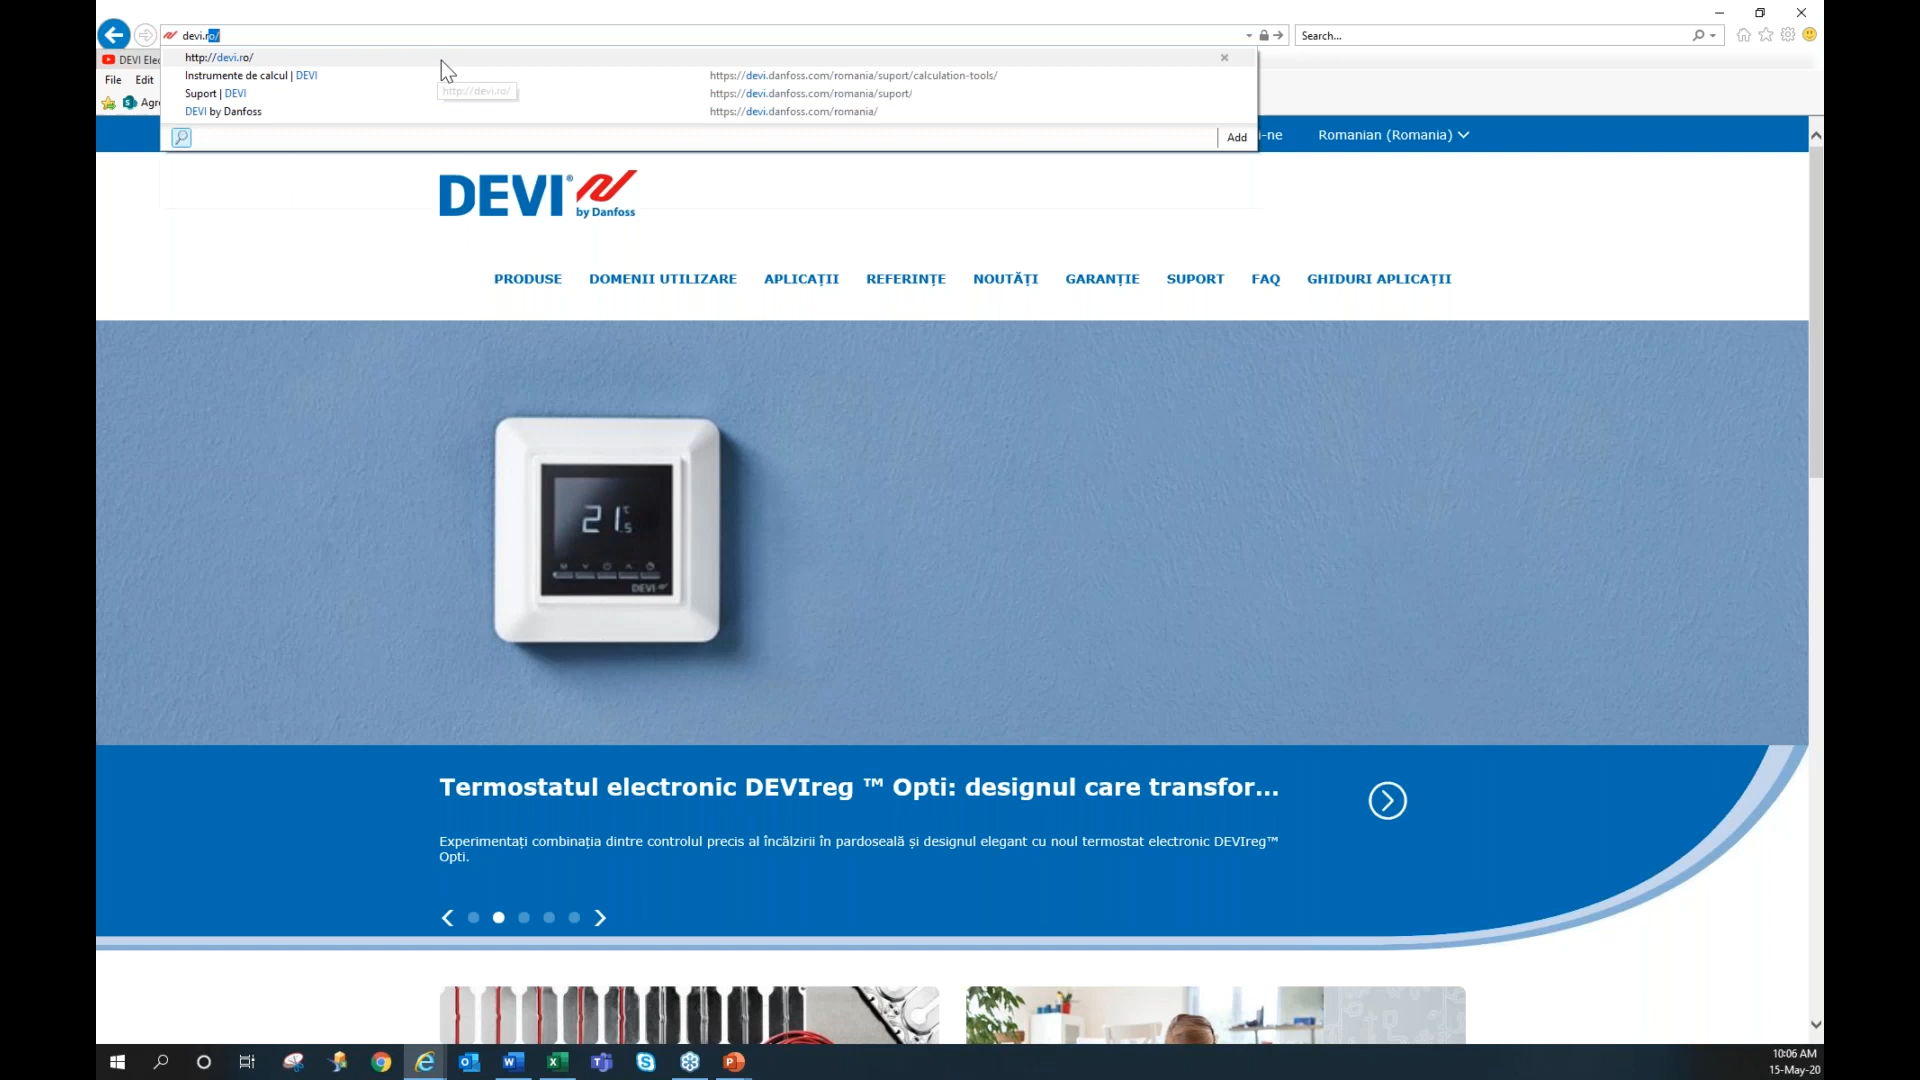 devi.ro/
Search...
http://devi.ro/
DEVI Elec
Instrumente de calcul | DEVI https://devi.danfoss.com/romania/suport/calculation-tools/
File Edit
http://devi.ro/
Suport | DEVI https://devi.danfoss.com/romania/suport/
Agre
DEVI by Danfoss https://devi.danfoss.com/romania/
Add
i-ne Romanian (Romania)
DEVI®
by Danfoss
PRODUSE DOMENII UTILIZARE APLICAȚII REFERINȚE NOUTĂȚI GARANȚIE SUPORT FAQ GHIDURI APLICAȚII
21.5 °C
DEVI
Termostatul electronic DEVIreg ™ Opti: designul care transfor...
Experimentați combinația dintre controlul precis al încălzirii în pardoseală și designul elegant cu noul termostat electronic DEVIreg™
Opti.
10:06 AM
15-May-20